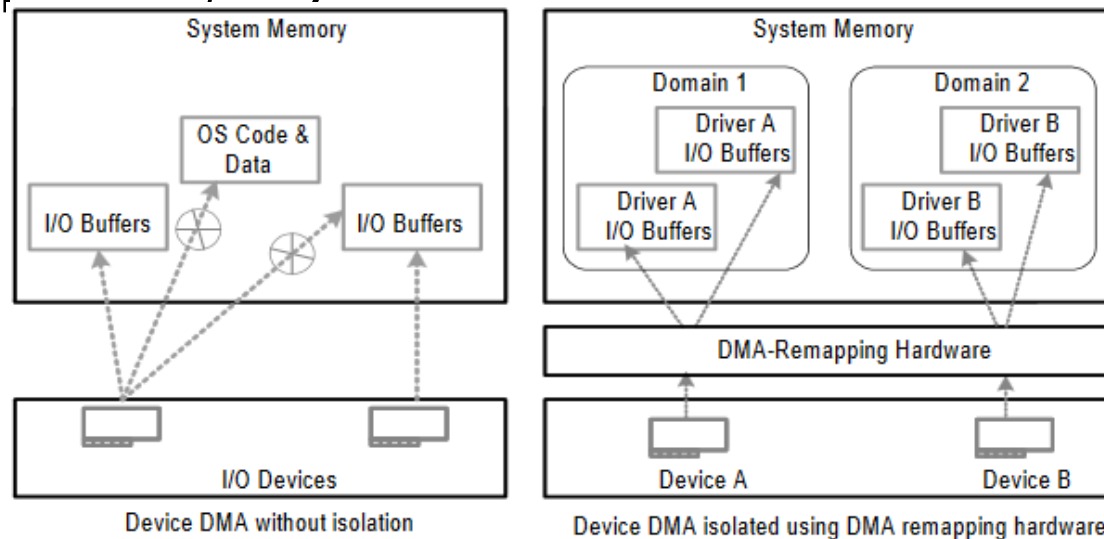 System Memory
OS Code &
Data
I/O Buffers
I/O Buffers
I/O Devices
Device DMA without isolation
System Memory
Domain 1
Driver A
I/O Buffers
Driver A
I/O Buffers
Domain 2
Driver B
I/O Buffers
Driver B
I/O Buffers
DMA-Remapping Hardware
Device A
Device B
Device DMA isolated using DMA remapping hardware